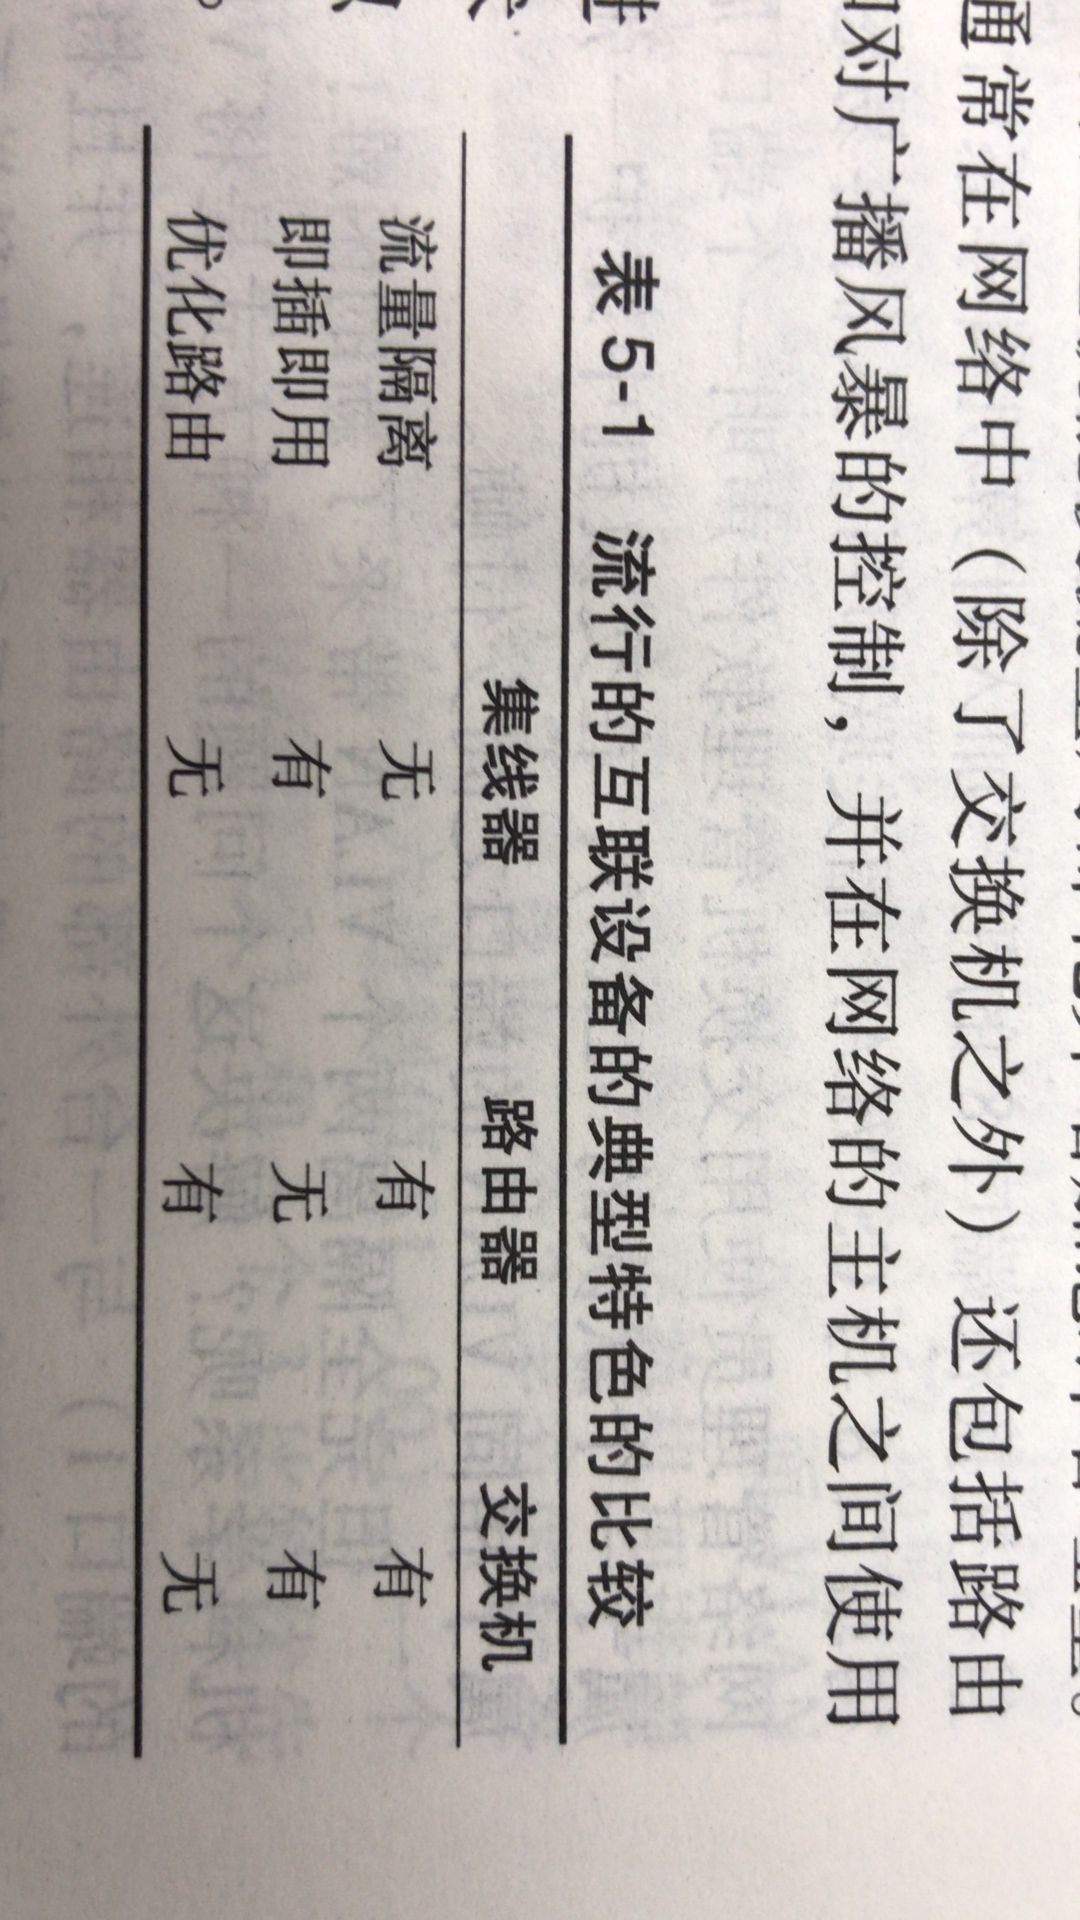 通常在网络中（除了交换机之外）还包括路由
对广播风暴的控制，并在网络的主机之间使用
表 5-1 流行的互联设备的典型特色的比较
集线器 路由器 交换机
流量隔离 无 有 有
即插即用 有 无 有
优化路由 无 有 无